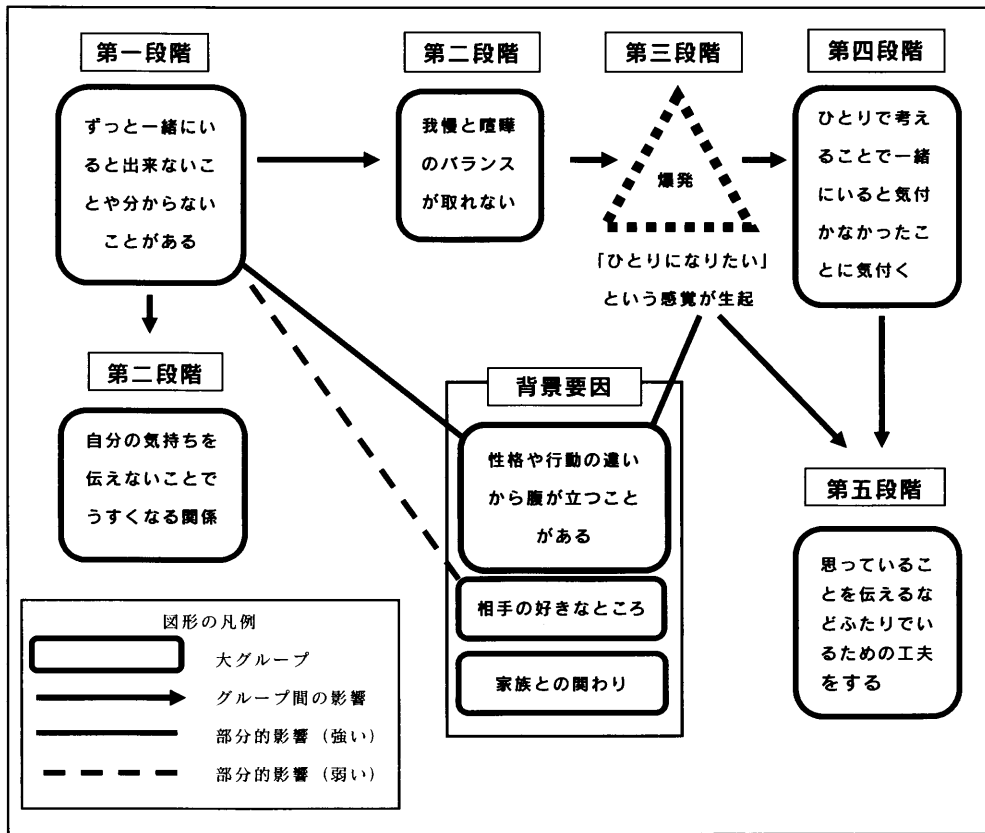 第一段階
ずっと一緒にい
ると出来ないこ
とや分からない
ことがある
第二段階
我慢と喧嘩
のバランス
が取れない
第三段階
爆発
「ひとりになりたい」
という感覚が生起
第四段階
ひとりで考え
ることで一緒
にいると気付
かなかったこ
とに気付く
第二段階
自分の気持ちを
伝えないことで
うすくなる関係
背景要因
性格や行動の違い
から腹が立つこと
がある
相手の好きなところ
家族との関わり
第五段階
思っているこ
とを伝えるな
どふたりでい
るための工夫
をする
図形の凡例
大グループ
グループ間の影響
部分的影響（強い）
部分的影響（弱い）